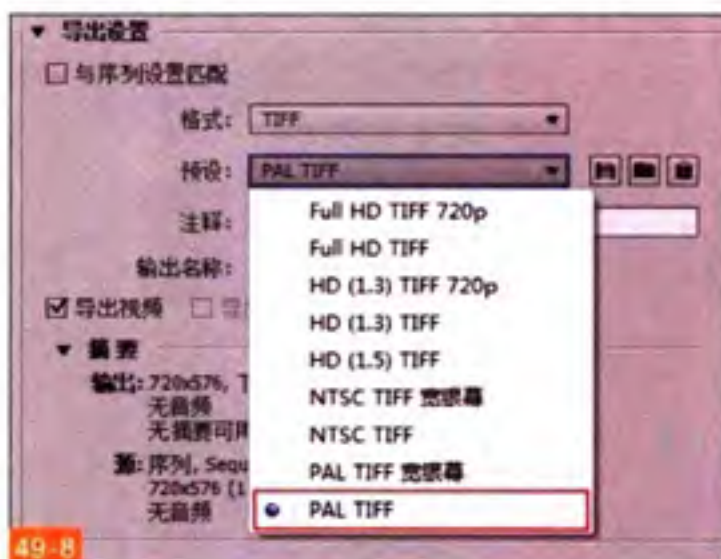 导出设置
与序列设置匹配
格式: TIFF
预设: PAL TIFF
注释:
输出名称:
Full HD TIFF 720p
Full HD TIFF
HD (1.3) TIFF 720p
HD (1.3) TIFF
HD (1.5) TIFF
NTSC TIFF 宽银幕
NTSC TIFF
PAL TIFF 宽银幕
PAL TIFF
导出视频 导
摘要
输出: 720x576, T
无音频
无摘要可用
源: 序列, Sequ
720x576 (1
无音频
49-8